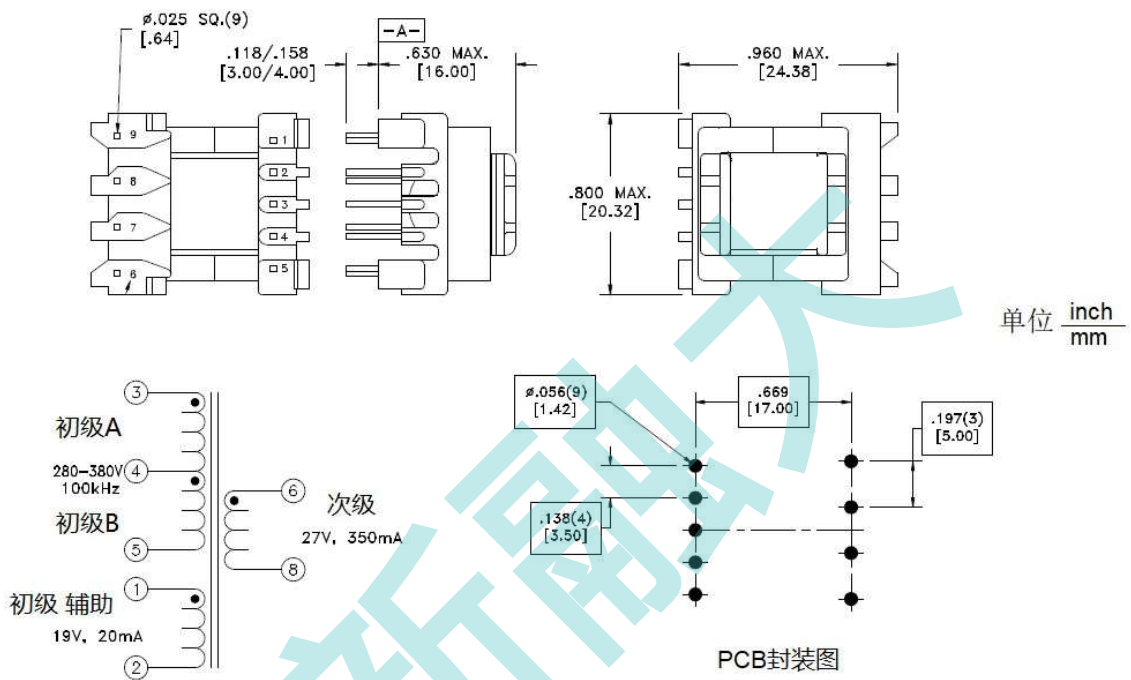 ø.025 SQ.(9)
[.64]
.118/.158
[3.00/4.00]
-A-
.630 MAX.
[16.00]
.960 MAX.
[24.38]
9
8
7
6
1
2
3
4
5
.800 MAX.
[20.32]
单位 inch
mm
3
初级A
280-380V
100kHz
4
初级B
5
初级 辅助
1
19V, 20mA
2
6
次级
27V, 350mA
8
ø.056(9)
[1.42]
.669
[17.00]
.197(3)
[5.00]
.138(4)
[3.50]
PCB封装图
新融大